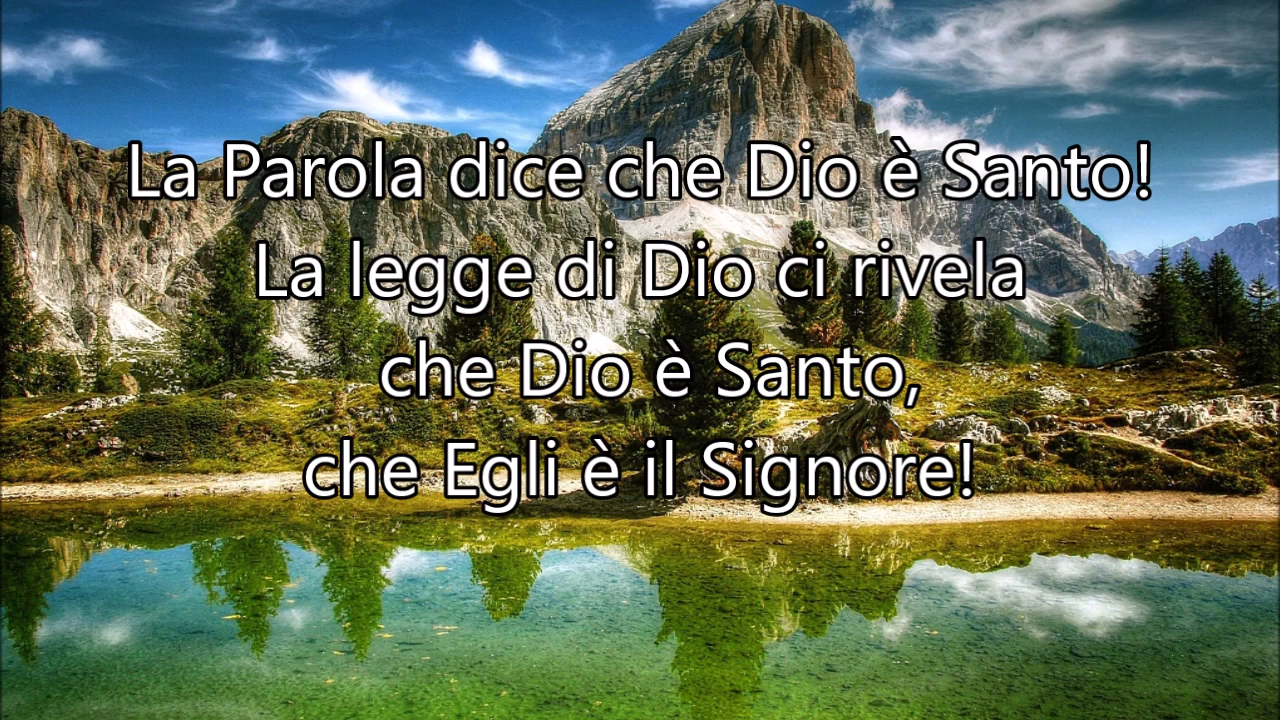 La Parola dice che Dio è Santo!
La legge di Dio ci rivela
che Dio è Santo,
che Egli è il Signore!